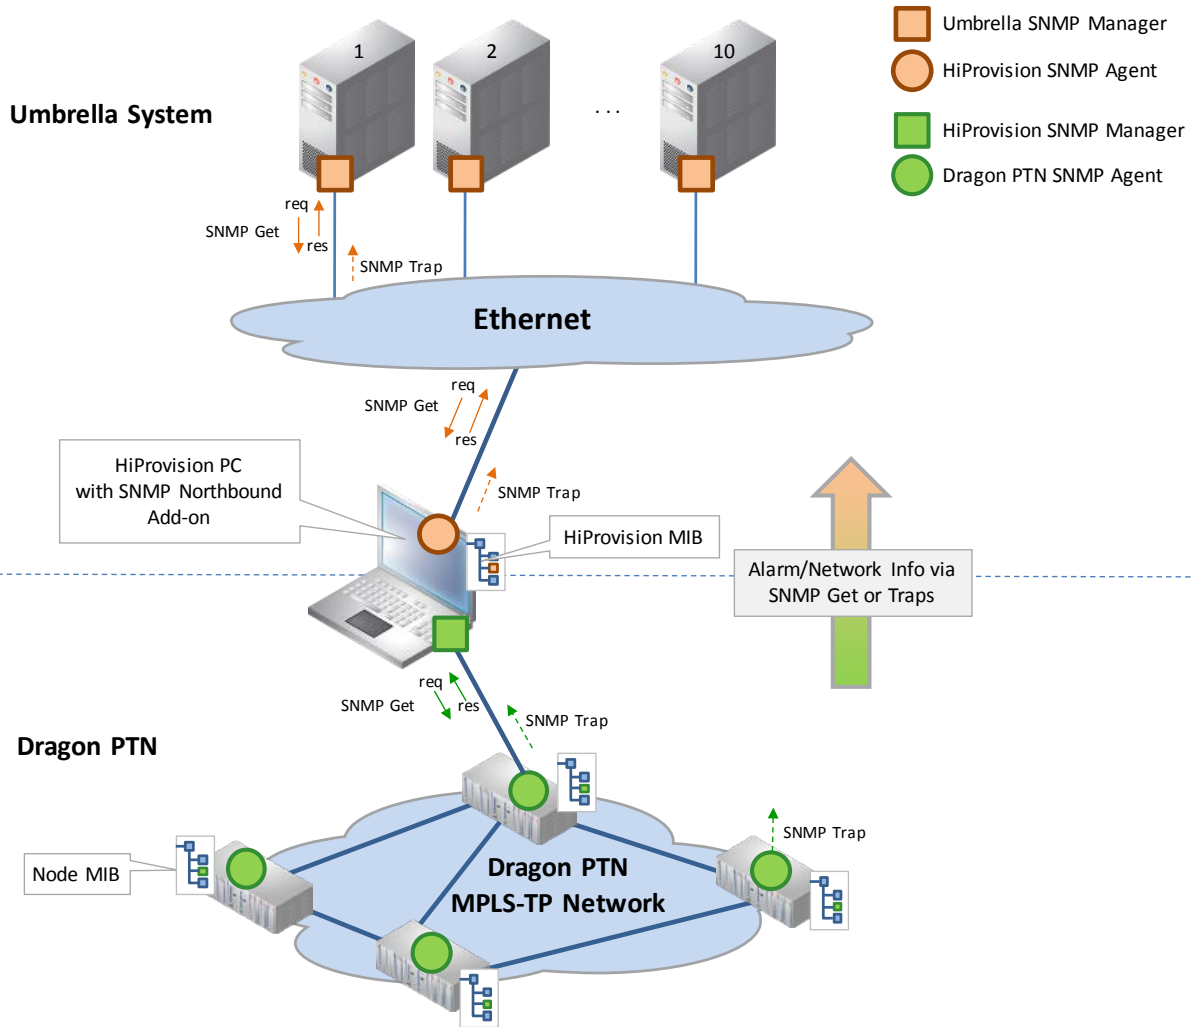 1
2
10
. . .
Umbrella SNMP Manager
HiProvision SNMP Agent
HiProvision SNMP Manager
Dragon PTN SNMP Agent
Umbrella System
req
SNMP Get
res
SNMP Trap
Ethernet
req
SNMP Get
res
SNMP Trap
HiProvision PC
with SNMP Northbound
Add-on
HiProvision MIB
Alarm/Network Info via
SNMP Get or Traps
req
SNMP Get
res
SNMP Trap
Dragon PTN
SNMP Trap
Node MIB
Dragon PTN
MPLS-TP Network